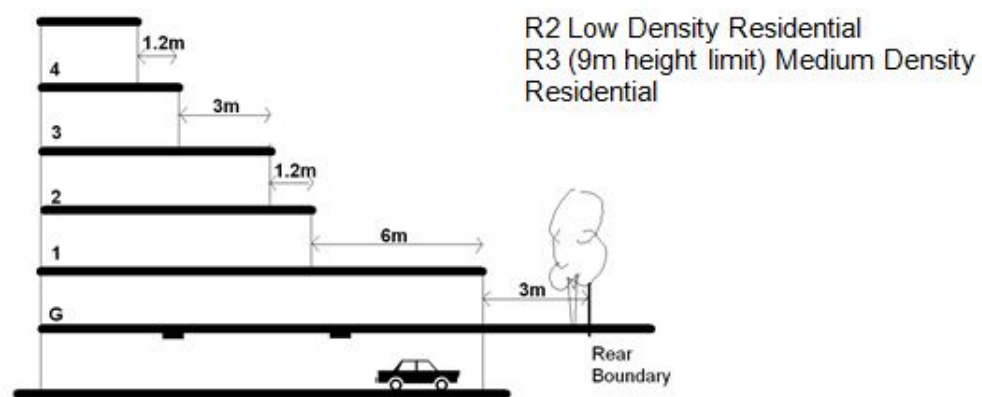 R2 Low Density Residential
R3 (9m height limit) Medium Density
Residential
1.2m
4
3m
3
1.2m
2
6m
1
3m
G
Rear
Boundary